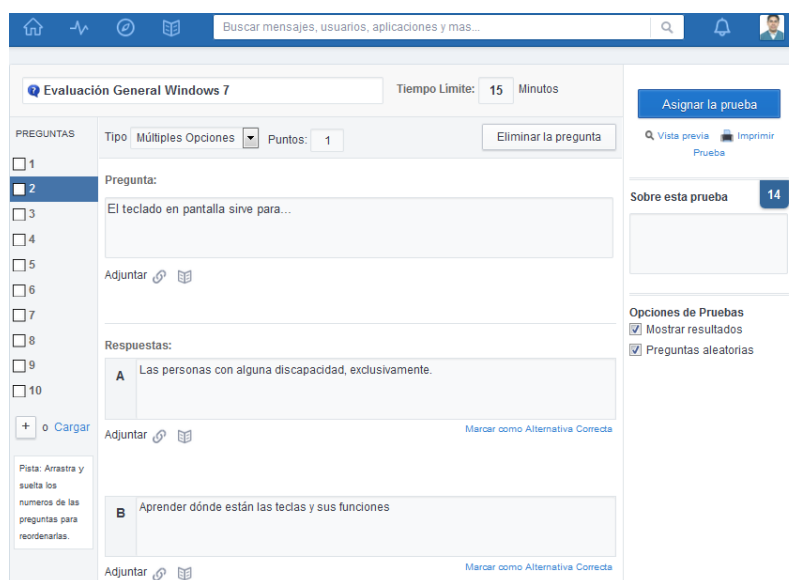 Buscar mensajes, usuarios, aplicaciones y mas...
Evaluación General Windows 7
Tiempo Limite: 15 Minutos
Asignar la prueba
PREGUNTAS
Tipo Múltiples Opciones Puntos: 1
Eliminar la pregunta
Vista previa Imprimir
Prueba
1
2
3
4
5
6
7
8
9
10
+ o Cargar
Pista: Arrastra y
suelta los
numeros de las
preguntas para
reordenarlas.
Pregunta:
El teclado en pantalla sirve para...
Adjuntar
Respuestas:
A Las personas con alguna discapacidad, exclusivamente.
Adjuntar Marcar como Alternativa Correcta
B Aprender dónde están las teclas y sus funciones
Adjuntar Marcar como Alternativa Correcta
Sobre esta prueba 14
Opciones de Pruebas
Mostrar resultados
Preguntas aleatorias